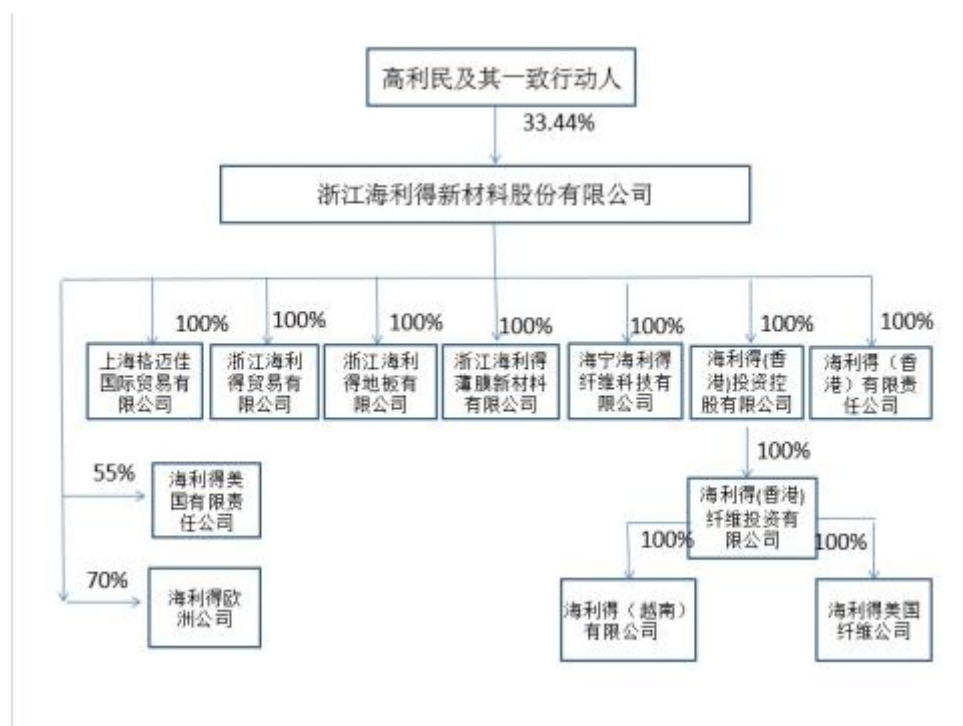 高利民及其一致行动人
33.44%
浙江海利得新材料股份有限公司
100%
100%
100%
100%
100%
100%
100%
上海格迈佳
国际贸易有
限公司
浙江海利
得贸易有
限公司
浙江海利
得地板有
限公司
浙江海利得
薄膜新材料
有限公司
海宁海利得
纤维科技有
限公司
海利得(香
港)投资控
股有限公司
海利得（香
港）有限责
任公司
55%
海利得美
国有限责
任公司
100%
海利得(香港)
纤维投资有
限公司
100%
100%
70%
海利得欧
洲公司
海利得（越南）
有限公司
海利得美国
纤维公司